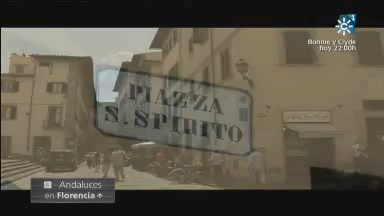 Bonnie y Clyde
hoy 22:00h
PIAZZA
S. SPIRITO
Andaluces
en Florencia